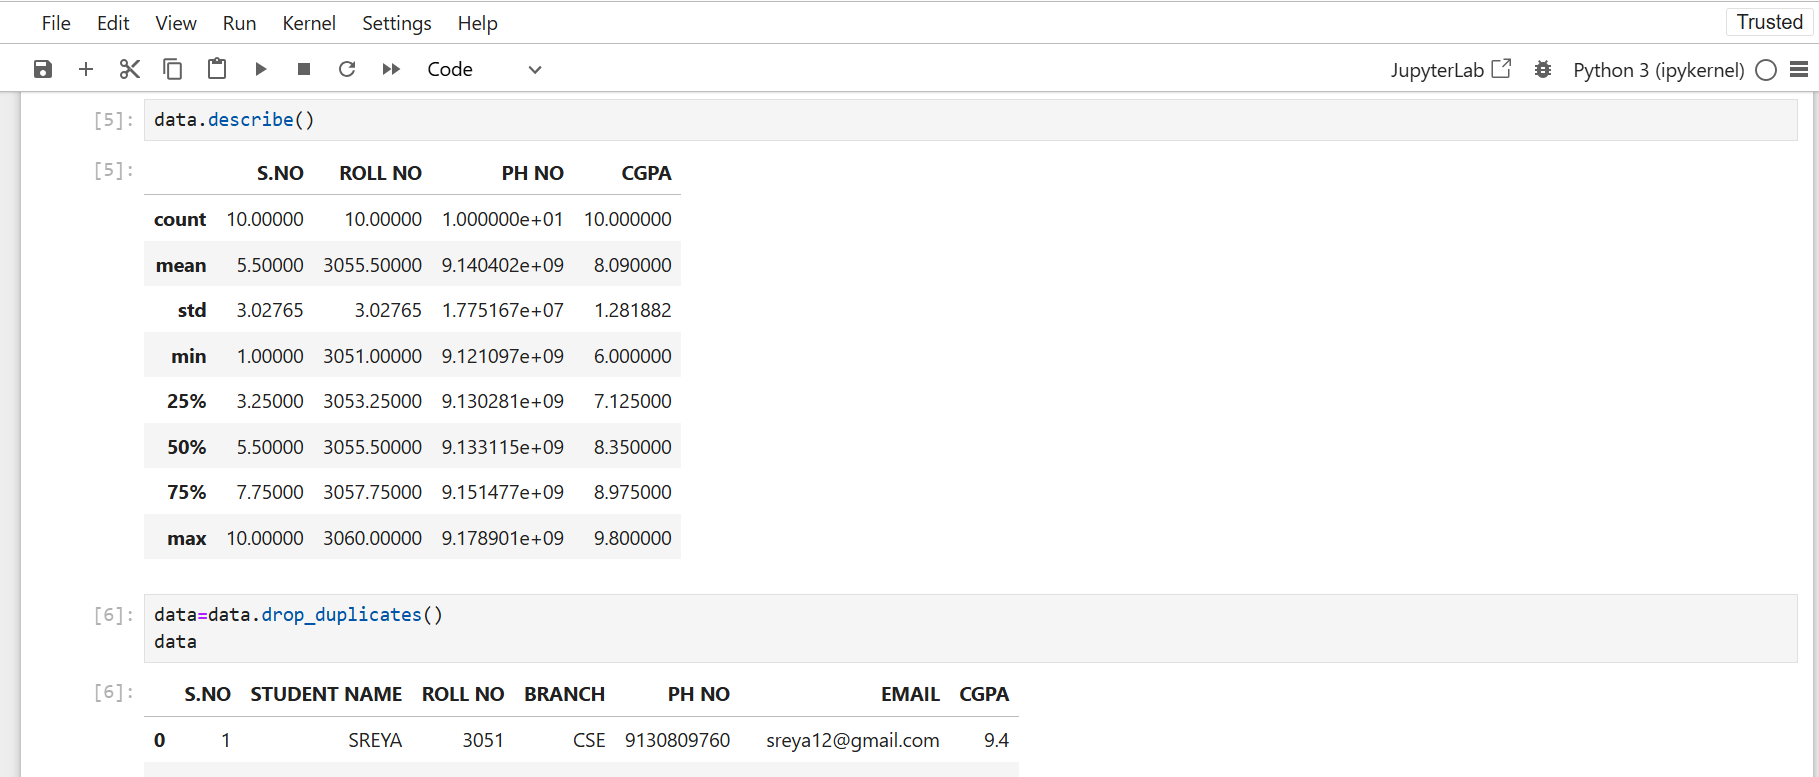 File Edit View Run Kernel Settings Help Trusted
Code JupyterLab Python 3 (ipykernel)
[5]: data.describe()
[5]: S.NO ROLL NO PH NO CGPA
count 10.00000 10.00000 1.000000e+01 10.000000
mean 5.50000 3055.50000 9.140402e+09 8.090000
std 3.02765 3.02765 1.775167e+07 1.281882
min 1.00000 3051.00000 9.121097e+09 6.000000
25% 3.25000 3053.25000 9.130281e+09 7.125000
50% 5.50000 3055.50000 9.133115e+09 8.350000
75% 7.75000 3057.75000 9.151477e+09 8.975000
max 10.00000 3060.00000 9.178901e+09 9.800000
[6]: data=data.drop_duplicates()
data
[6]: S.NO STUDENT NAME ROLL NO BRANCH PH NO EMAIL CGPA
0 1 SREYA 3051 CSE 9130809760 sreya12@gmail.com 9.4